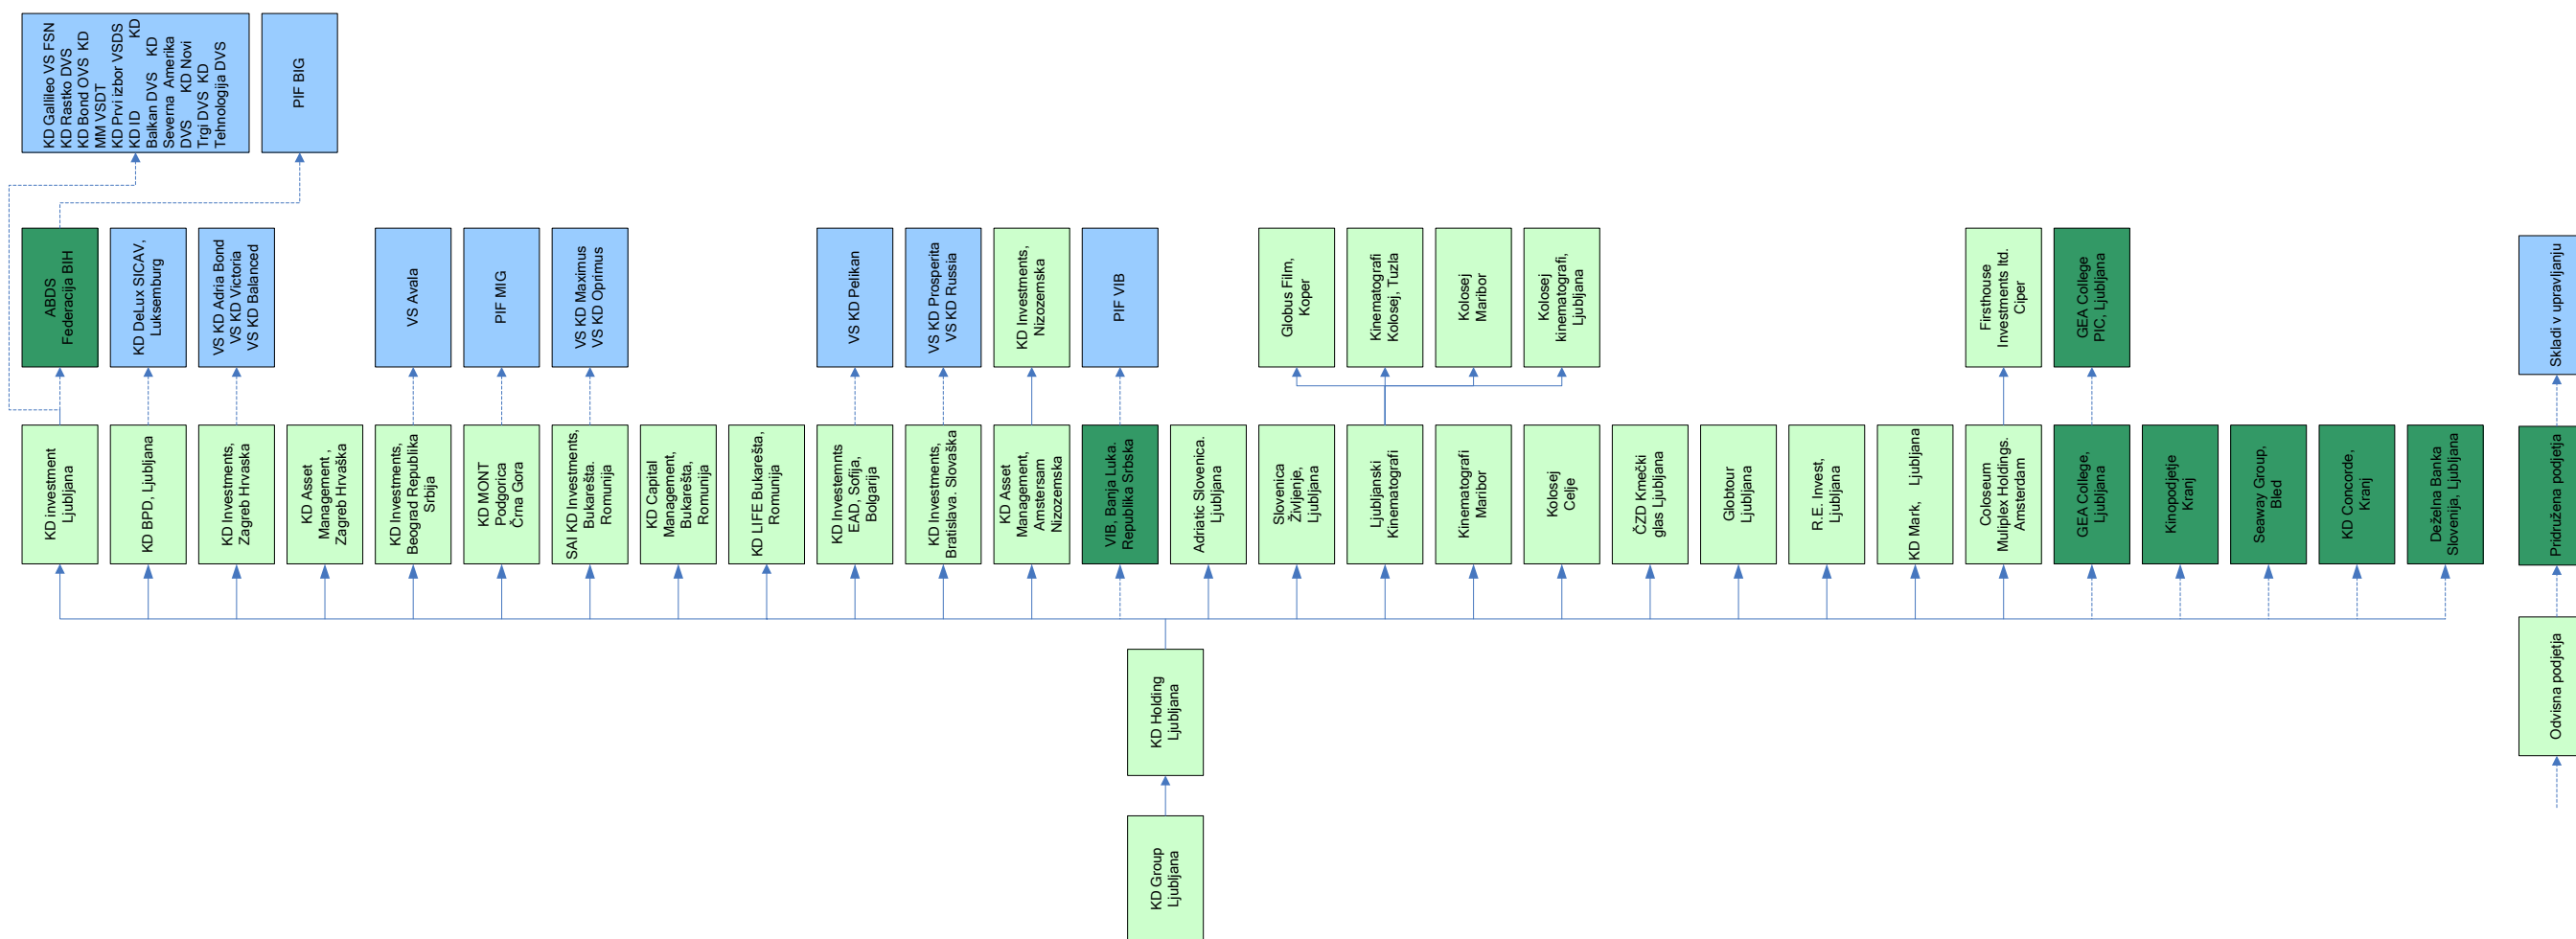 KD Gallileo VS FSN
KD Rastko DVS
KD Bond OVS KD
MM VSDT
KD Prvi izbor VSDS
KD ID KD
Balkan DVS KD
Severna Amerika
DVS KD Novi
Trgi DVS KD
Tehnologija DVS
PIF BIG
ABDS
Federacija BIH
KD DeLux SICAV,
Luksemburg
VS KD Adria Bond
VS KD Victoria
VS KD Balanced
VS Avala
PIF MIG
VS KD Maximus
VS KD Oprimus
VS KD Pelikan
VS KD Prosperita
VS KD Russia
KD Investments,
Nizozemska
PIF VIB
Globus Film,
Koper
Kinematografi
Kolosej, Tuzla
Kolosej
Maribor
Kolosej
kinematografi,
Ljubljana
Firsthouse
Investments ltd.
Ciper
GEA College
PIC, Ljubljana
Skladi v upravljanju
KD investment
Ljubljana
KD BPD, Ljubljana
KD Investments,
Zagreb Hrvaska
KD Asset
Management ,
Zagreb Hrvaška
KD Investments,
Beograd Republika
Srbija
KD MONT
Podgorica
Črna Gora
SAI KD Investments,
Bukarešta.
Romunija
KD Capital
Management,
Bukarešta,
Romunija
KD LIFE Bukarešta,
Romunija
KD Investemnts
EAD, Sofija,
Bolgarija
KD Investments,
Bratislava. Slovaška
KD Asset
Management,
Amstersam
Nizozemska
VIB, Banja Luka.
Republika Srbska
Adriatic Slovenica.
Ljubljana
Slovenica
Življenje,
Ljubljana
Ljubljanski
Kinematografi
Kinematografi
Maribor
Kolosej
Celje
ČZD Kmečki
glas Ljubljana
Globtour
Ljubljana
R.E. Invest,
Ljubljana
KD Mark, Ljubljana
Coloseum
Muliplex Holdings.
Amsterdam
GEA College,
Ljubljana
Kinopodjetje
Kranj
Seaway Group,
Bled
KD Concorde,
Kranj
Deželna Banka
Slovenija, Ljubljana
Pridružena podjetja
KD Holding
Ljubljana
Odvisna podjetja
KD Group
Ljubljana